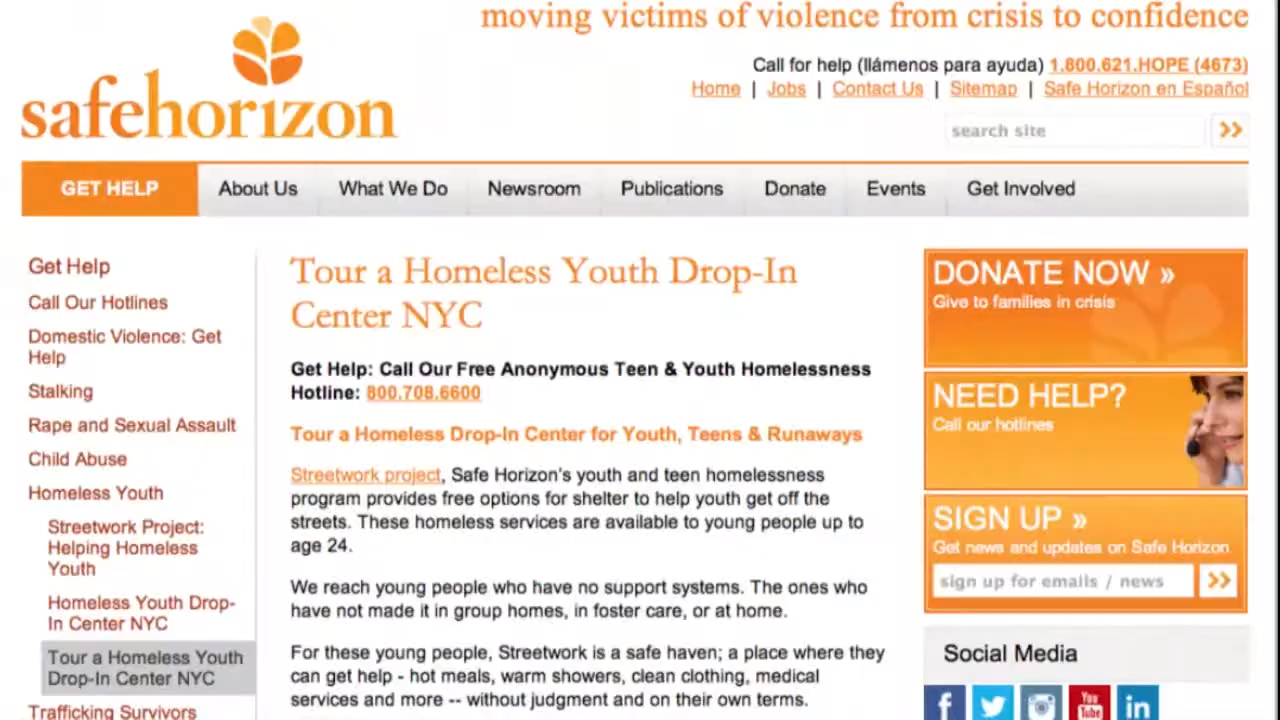 moving victims of violence from crisis to confidence
safehorizon
Call for help (llámenos para ayuda) 1.800.621.HOPE (4673)
Home | Jobs | Contact Us | Sitemap | Safe Horizon en Español
search site >>
GET HELP About Us What We Do Newsroom Publications Donate Events Get Involved
Get Help
Call Our Hotlines
Domestic Violence: Get
Help
Stalking
Rape and Sexual Assault
Child Abuse
Homeless Youth
Streetwork Project:
Helping Homeless
Youth
Homeless Youth Drop-
In Center NYC
Tour a Homeless Youth
Drop-In Center NYC
Trafficking Survivors
Tour a Homeless Youth Drop-In
Center NYC
Get Help: Call Our Free Anonymous Teen & Youth Homelessness
Hotline: 800.708.6600
Tour a Homeless Drop-In Center for Youth, Teens & Runaways
Streetwork project, Safe Horizon's youth and teen homelessness
program provides free options for shelter to help youth get off the
streets. These homeless services are available to young people up to
age 24.
We reach young people who have no support systems. The ones who
have not made it in group homes, in foster care, or at home.
For these young people, Streetwork is a safe haven; a place where they
can get help - hot meals, warm showers, clean clothing, medical
services and more -- without judgment and on their own terms.
DONATE NOW »
Give to families in crisis
NEED HELP?
Call our hotlines
SIGN UP »
Get news and updates on Safe Horizon
sign up for emails / news >>
Social Media
f You Tube in